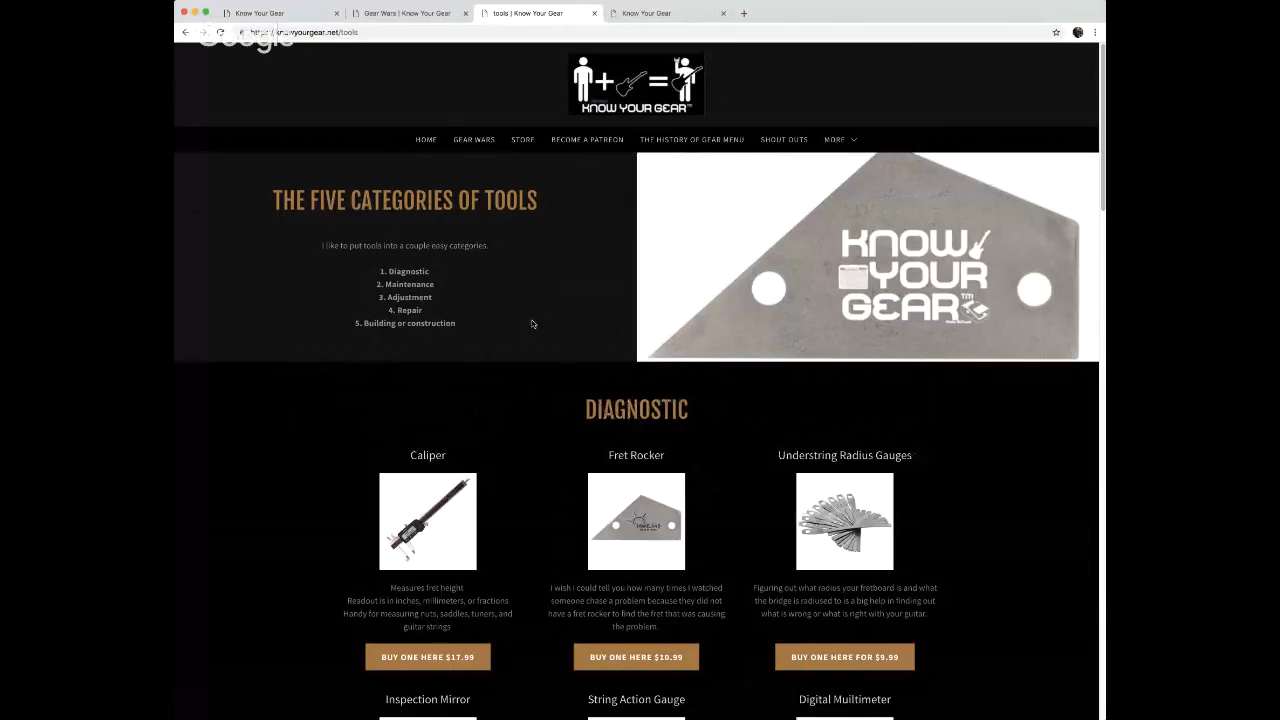 Know Your Gear
Gear Wars | Know Your Gear
tools | Know Your Gear
Know Your Gear
Google
https://knowyourgear.net/tools
KNOW YOUR GEAR™
HOME GEAR WARS STORE BECOME A PATREON THE HISTORY OF GEAR MENU SHOUT OUTS MORE
THE FIVE CATEGORIES OF TOOLS
I like to put tools into a couple easy categories.
1. Diagnostic
2. Maintenance
3. Adjustment
4. Repair
5. Building or construction
KNOW
YOUR
GEAR™
DIAGNOSTIC
Caliper
Measures fret height
Readout is in inches, millimeters, or fractions
Handy for measuring nuts, saddles, tuners, and
guitar strings
BUY ONE HERE $17.99
Fret Rocker
I wish I could tell you how many times I watched
someone chase a problem because they did not
have a fret rocker to find the fret that was causing
the problem.
BUY ONE HERE $10.99
Understring Radius Gauges
Figuring out what radius your fretboard is and what
the bridge is radiused to is a big help in finding out
what is wrong or what is right with your guitar.
BUY ONE HERE FOR $9.99
Inspection Mirror
String Action Gauge
Digital Muiltimeter